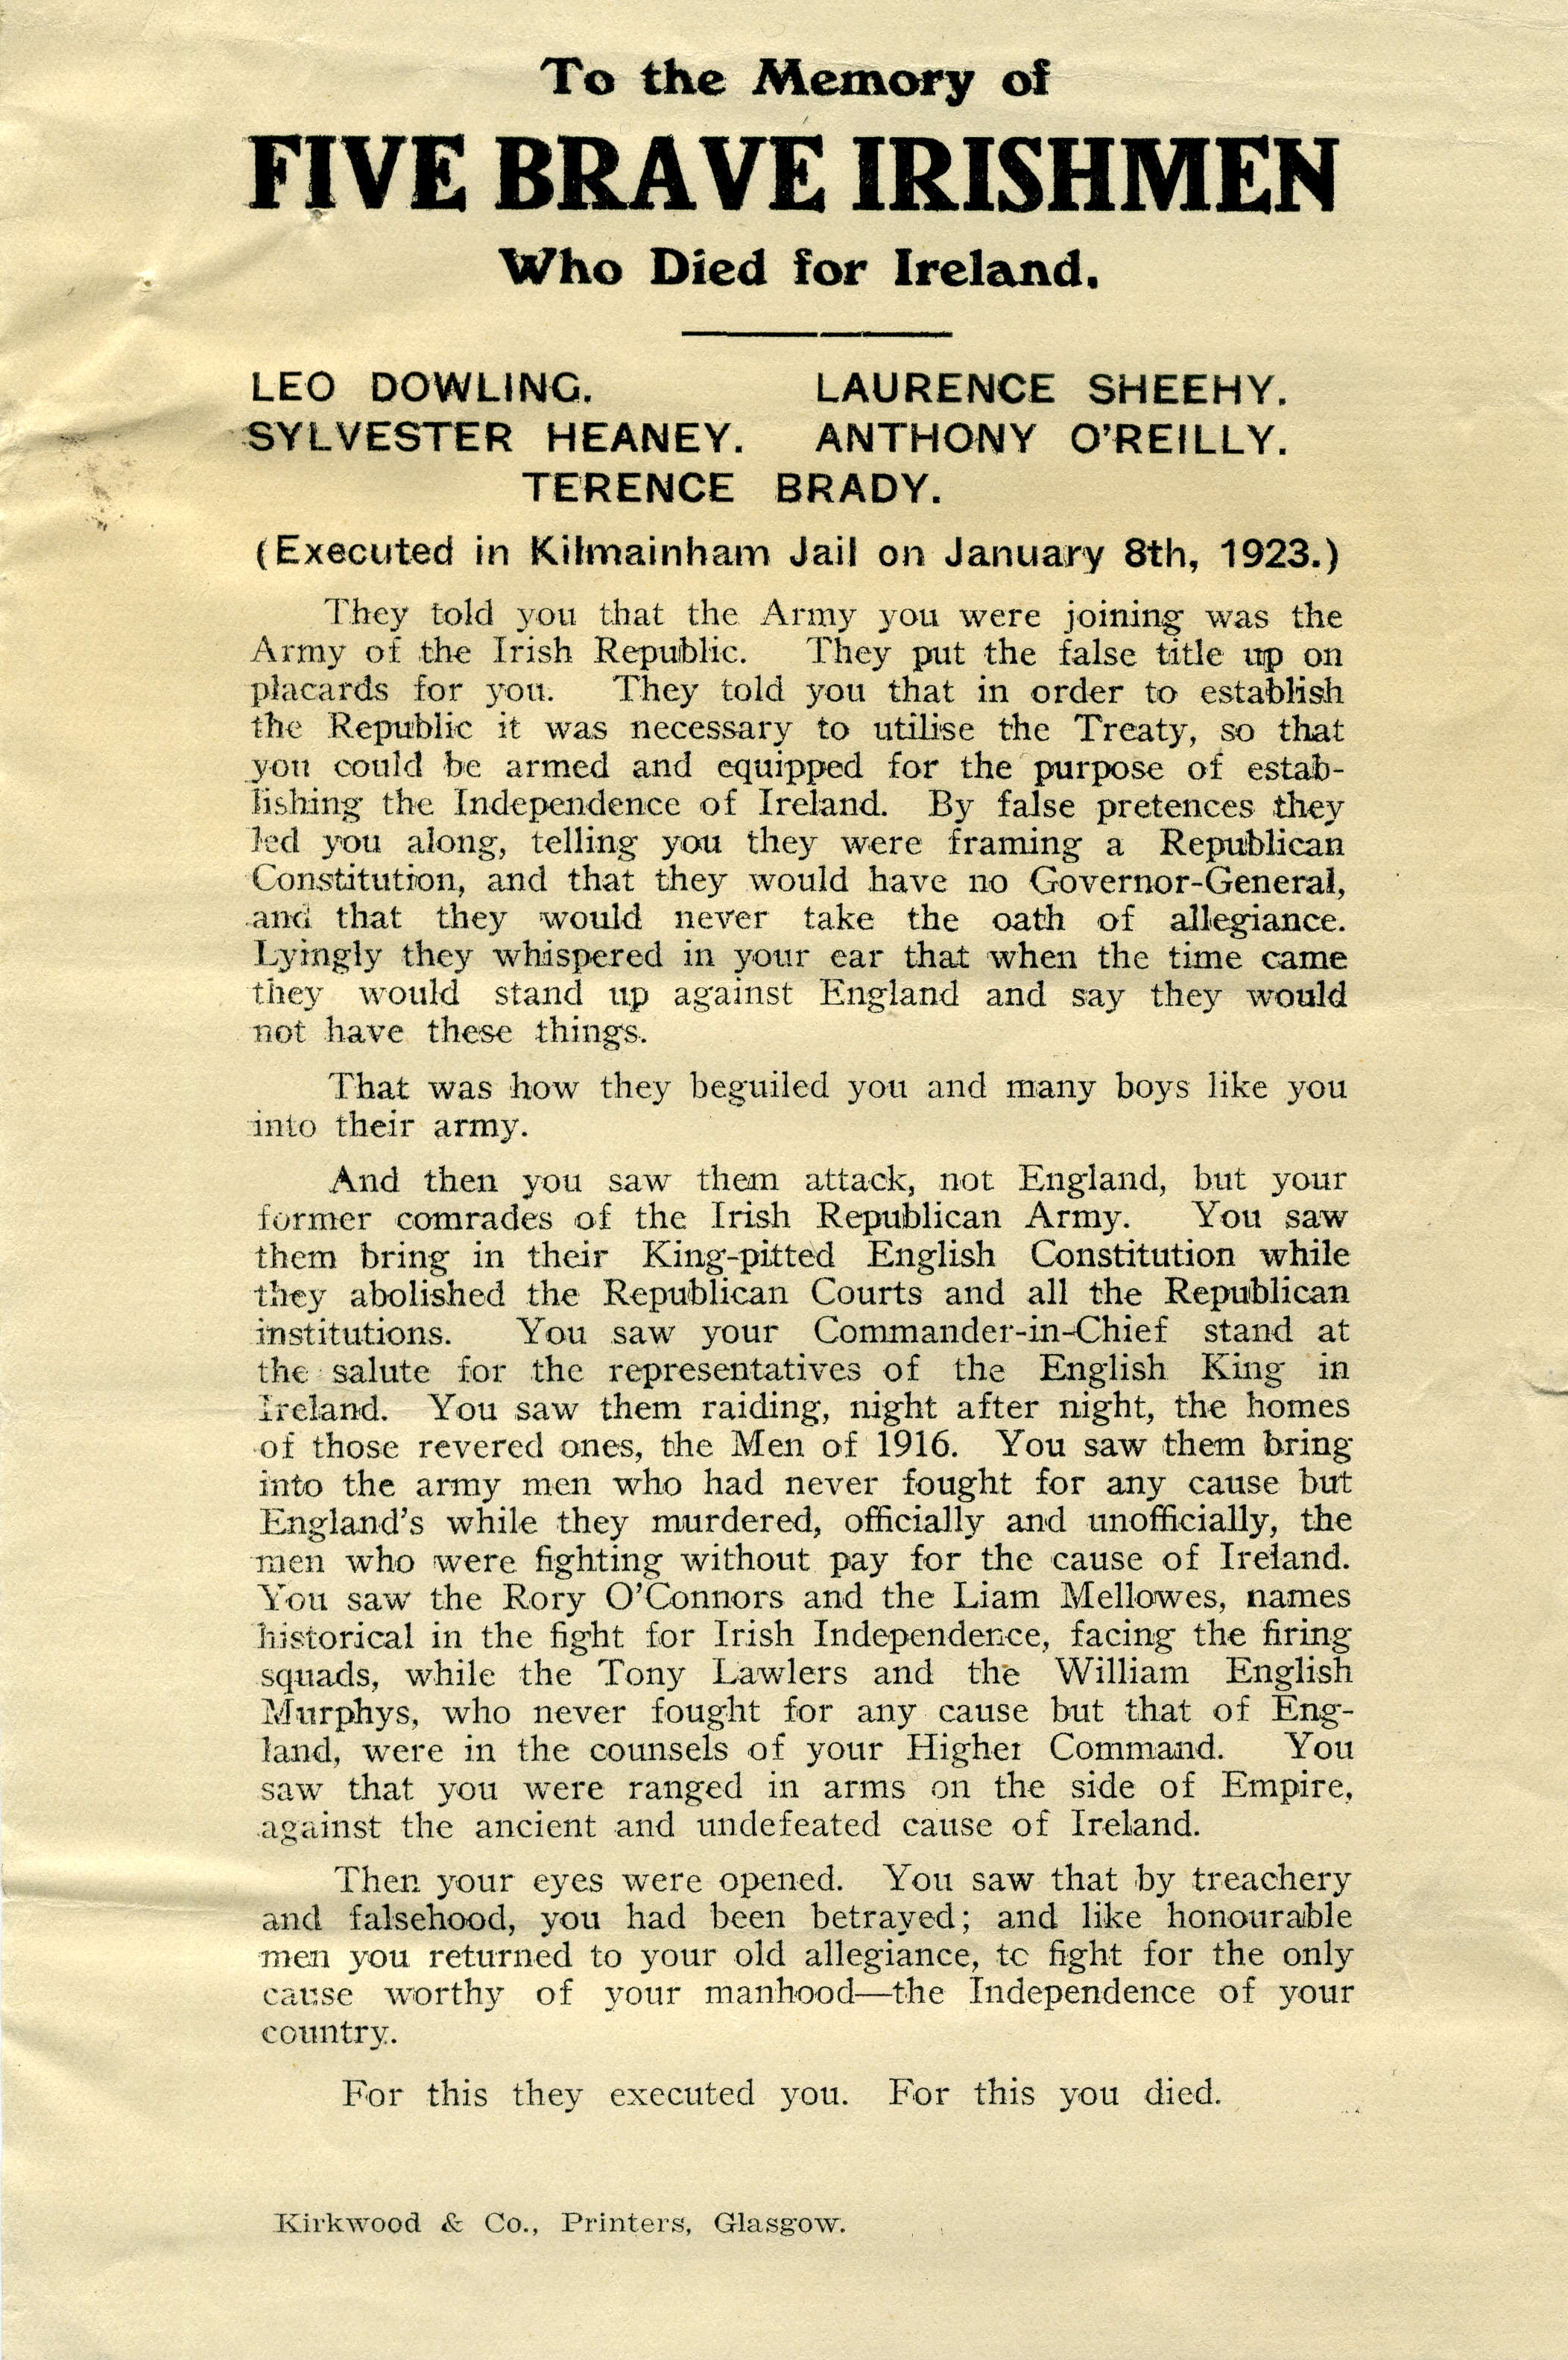 To the Memory of
FIVE BRAVE IRISHMEN
Who Died for Ireland.
LEO DOWLING. LAURENCE SHEEHY.
SYLVESTER HEANEY. ANTHONY O'REILLY.
TERENCE BRADY.
(Executed in Kilmainham Jail on January 8th, 1923.)
They told you that the Army you were joining was the
Army of the Irish Republic. They put the false title up on
placards for you. They told you that in order to establish
the Republic it was necessary to utilise the Treaty, so that
you could be armed and equipped for the purpose of estab-
lishing the Independence of Ireland. By false pretences they
led you along, telling you they were framing a Republican
Constitution, and that they would have no Governor-General,
and that they would never take the oath of allegiance.
Lyingly they whispered in your ear that when the time came
they would stand up against England and say they would
not have these things.
That was how they beguiled you and many boys like you
into their army.
And then you saw them attack, not England, but your
former comrades of the Irish Republican Army. You saw
them bring in their King-pitted English Constitution while
they abolished the Republican Courts and all the Republican
institutions. You saw your Commander-in-Chief stand at
the salute for the representatives of the English King in
Ireland. You saw them raiding, night after night, the homes
of those revered ones, the Men of 1916. You saw them bring
into the army men who had never fought for any cause but
England's while they murdered, officially and unofficially, the
men who were fighting without pay for the cause of Ireland.
You saw the Rory O'Connors and the Liam Mellowes, names
historical in the fight for Irish Independence, facing the firing
squads, while the Tony Lawlers and the William English
Murphys, who never fought for any cause but that of Eng-
land, were in the counsels of your Higher Command. You
saw that you were ranged in arms on the side of Empire,
against the ancient and undefeated cause of Ireland.
Then your eyes were opened. You saw that by treachery
and falsehood, you had been betrayed; and like honourable
men you returned to your old allegiance, to fight for the only
cause worthy of your manhood—the Independence of your
country.
For this they executed you. For this you died.
Kirkwood & Co., Printers, Glasgow.